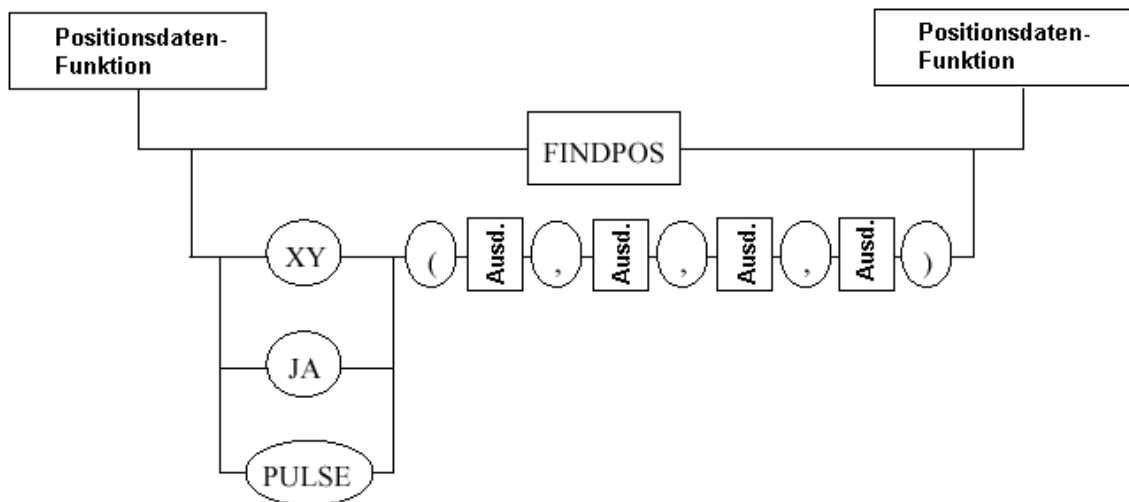 Positionsdaten-
Funktion
Positionsdaten-
Funktion
FINDPOS
XY ( Ausd. , Ausd. , Ausd. , Ausd. )
JA
PULSE